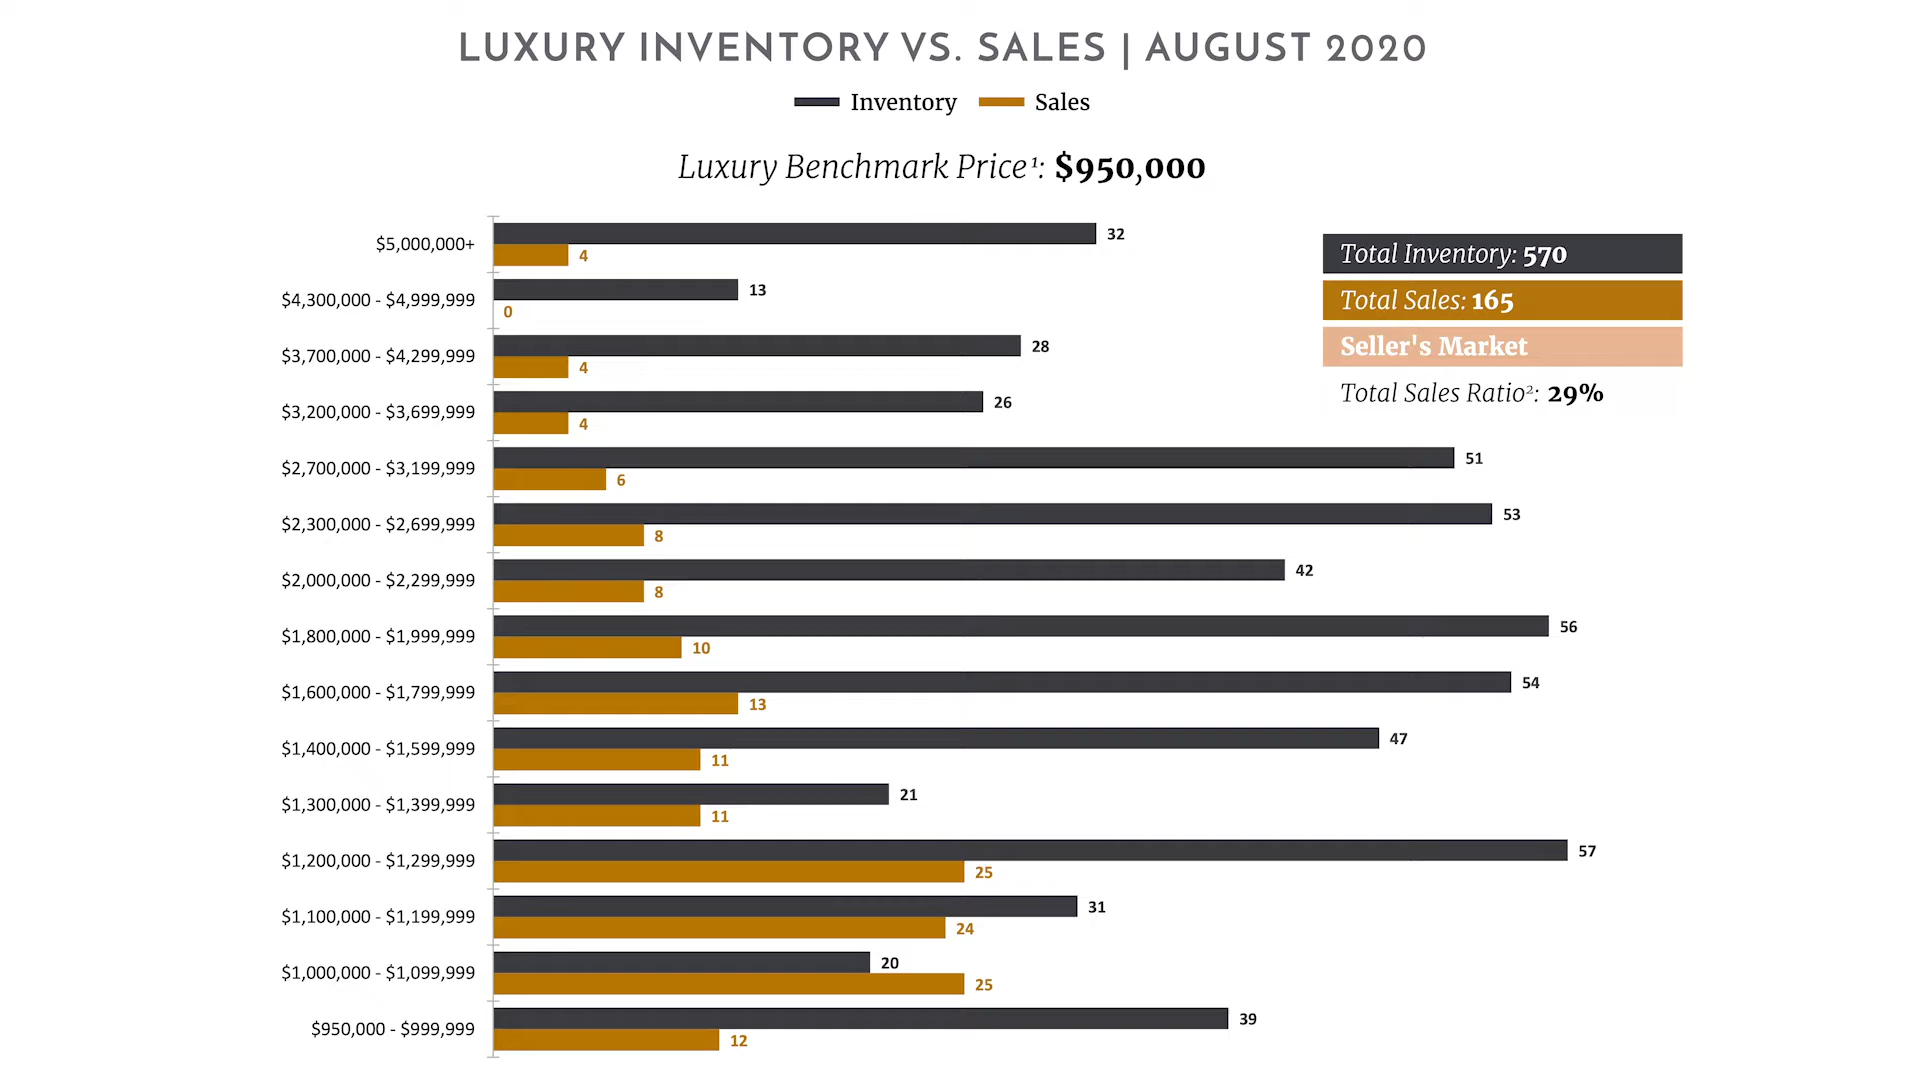 LUXURY INVENTORY VS. SALES | AUGUST 2020
Inventory Sales
Luxury Benchmark Price¹: $950,000
$5,000,000+ 32
4
$4,300,000 - $4,999,999 13
0
$3,700,000 - $4,299,999 28
4
$3,200,000 - $3,699,999 26
4
$2,700,000 - $3,199,999 51
6
$2,300,000 - $2,699,999 53
8
$2,000,000 - $2,299,999 42
8
$1,800,000 - $1,999,999 56
10
$1,600,000 - $1,799,999 54
13
$1,400,000 - $1,599,999 47
11
$1,300,000 - $1,399,999 21
11
$1,200,000 - $1,299,999 57
25
$1,100,000 - $1,199,999 31
24
$1,000,000 - $1,099,999 20
25
$950,000 - $999,999 39
12
Total Inventory: 570
Total Sales: 165
Seller's Market
Total Sales Ratio²: 29%